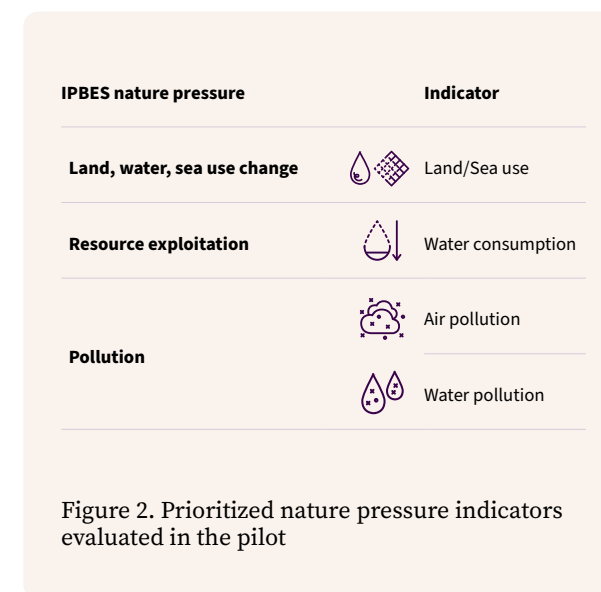 IPBES nature pressure Indicator
Land, water, sea use change Land/Sea use
Resource exploitation Water consumption
Pollution
Air pollution
Water pollution
Figure 2. Prioritized nature pressure indicators
evaluated in the pilot